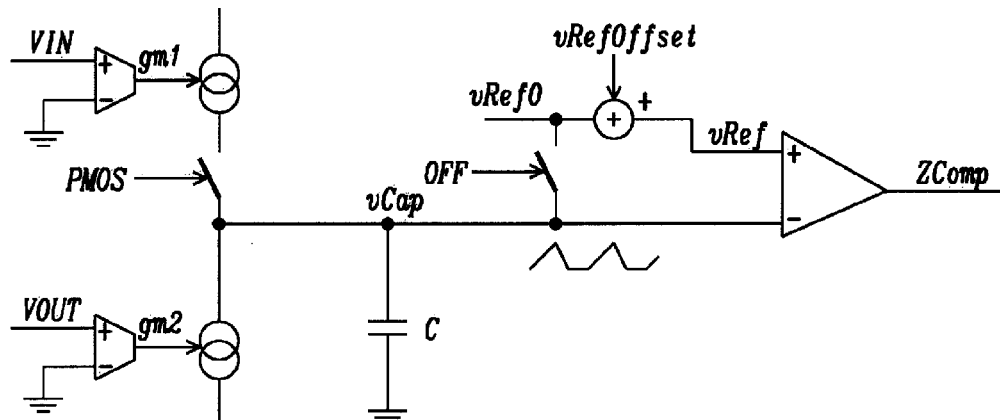 VIN
gm1
vRefOffset
+
-
vRef0
+
+
vRef
PMOS
OFF
+
ZComp
vCap
-
VOUT
gm2
+
-
C